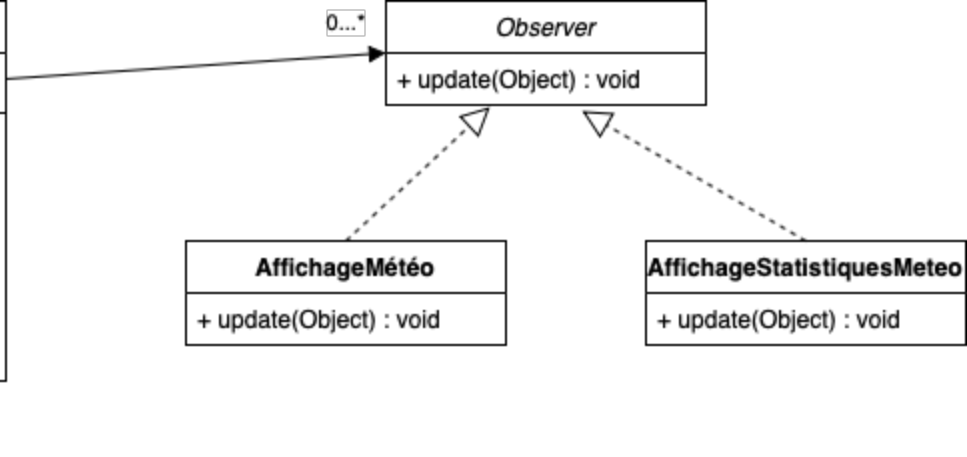 0...*
Observer
+ update(Object) : void
AffichageMétéo
+ update(Object) : void
AffichageStatistiquesMeteo
+ update(Object) : void